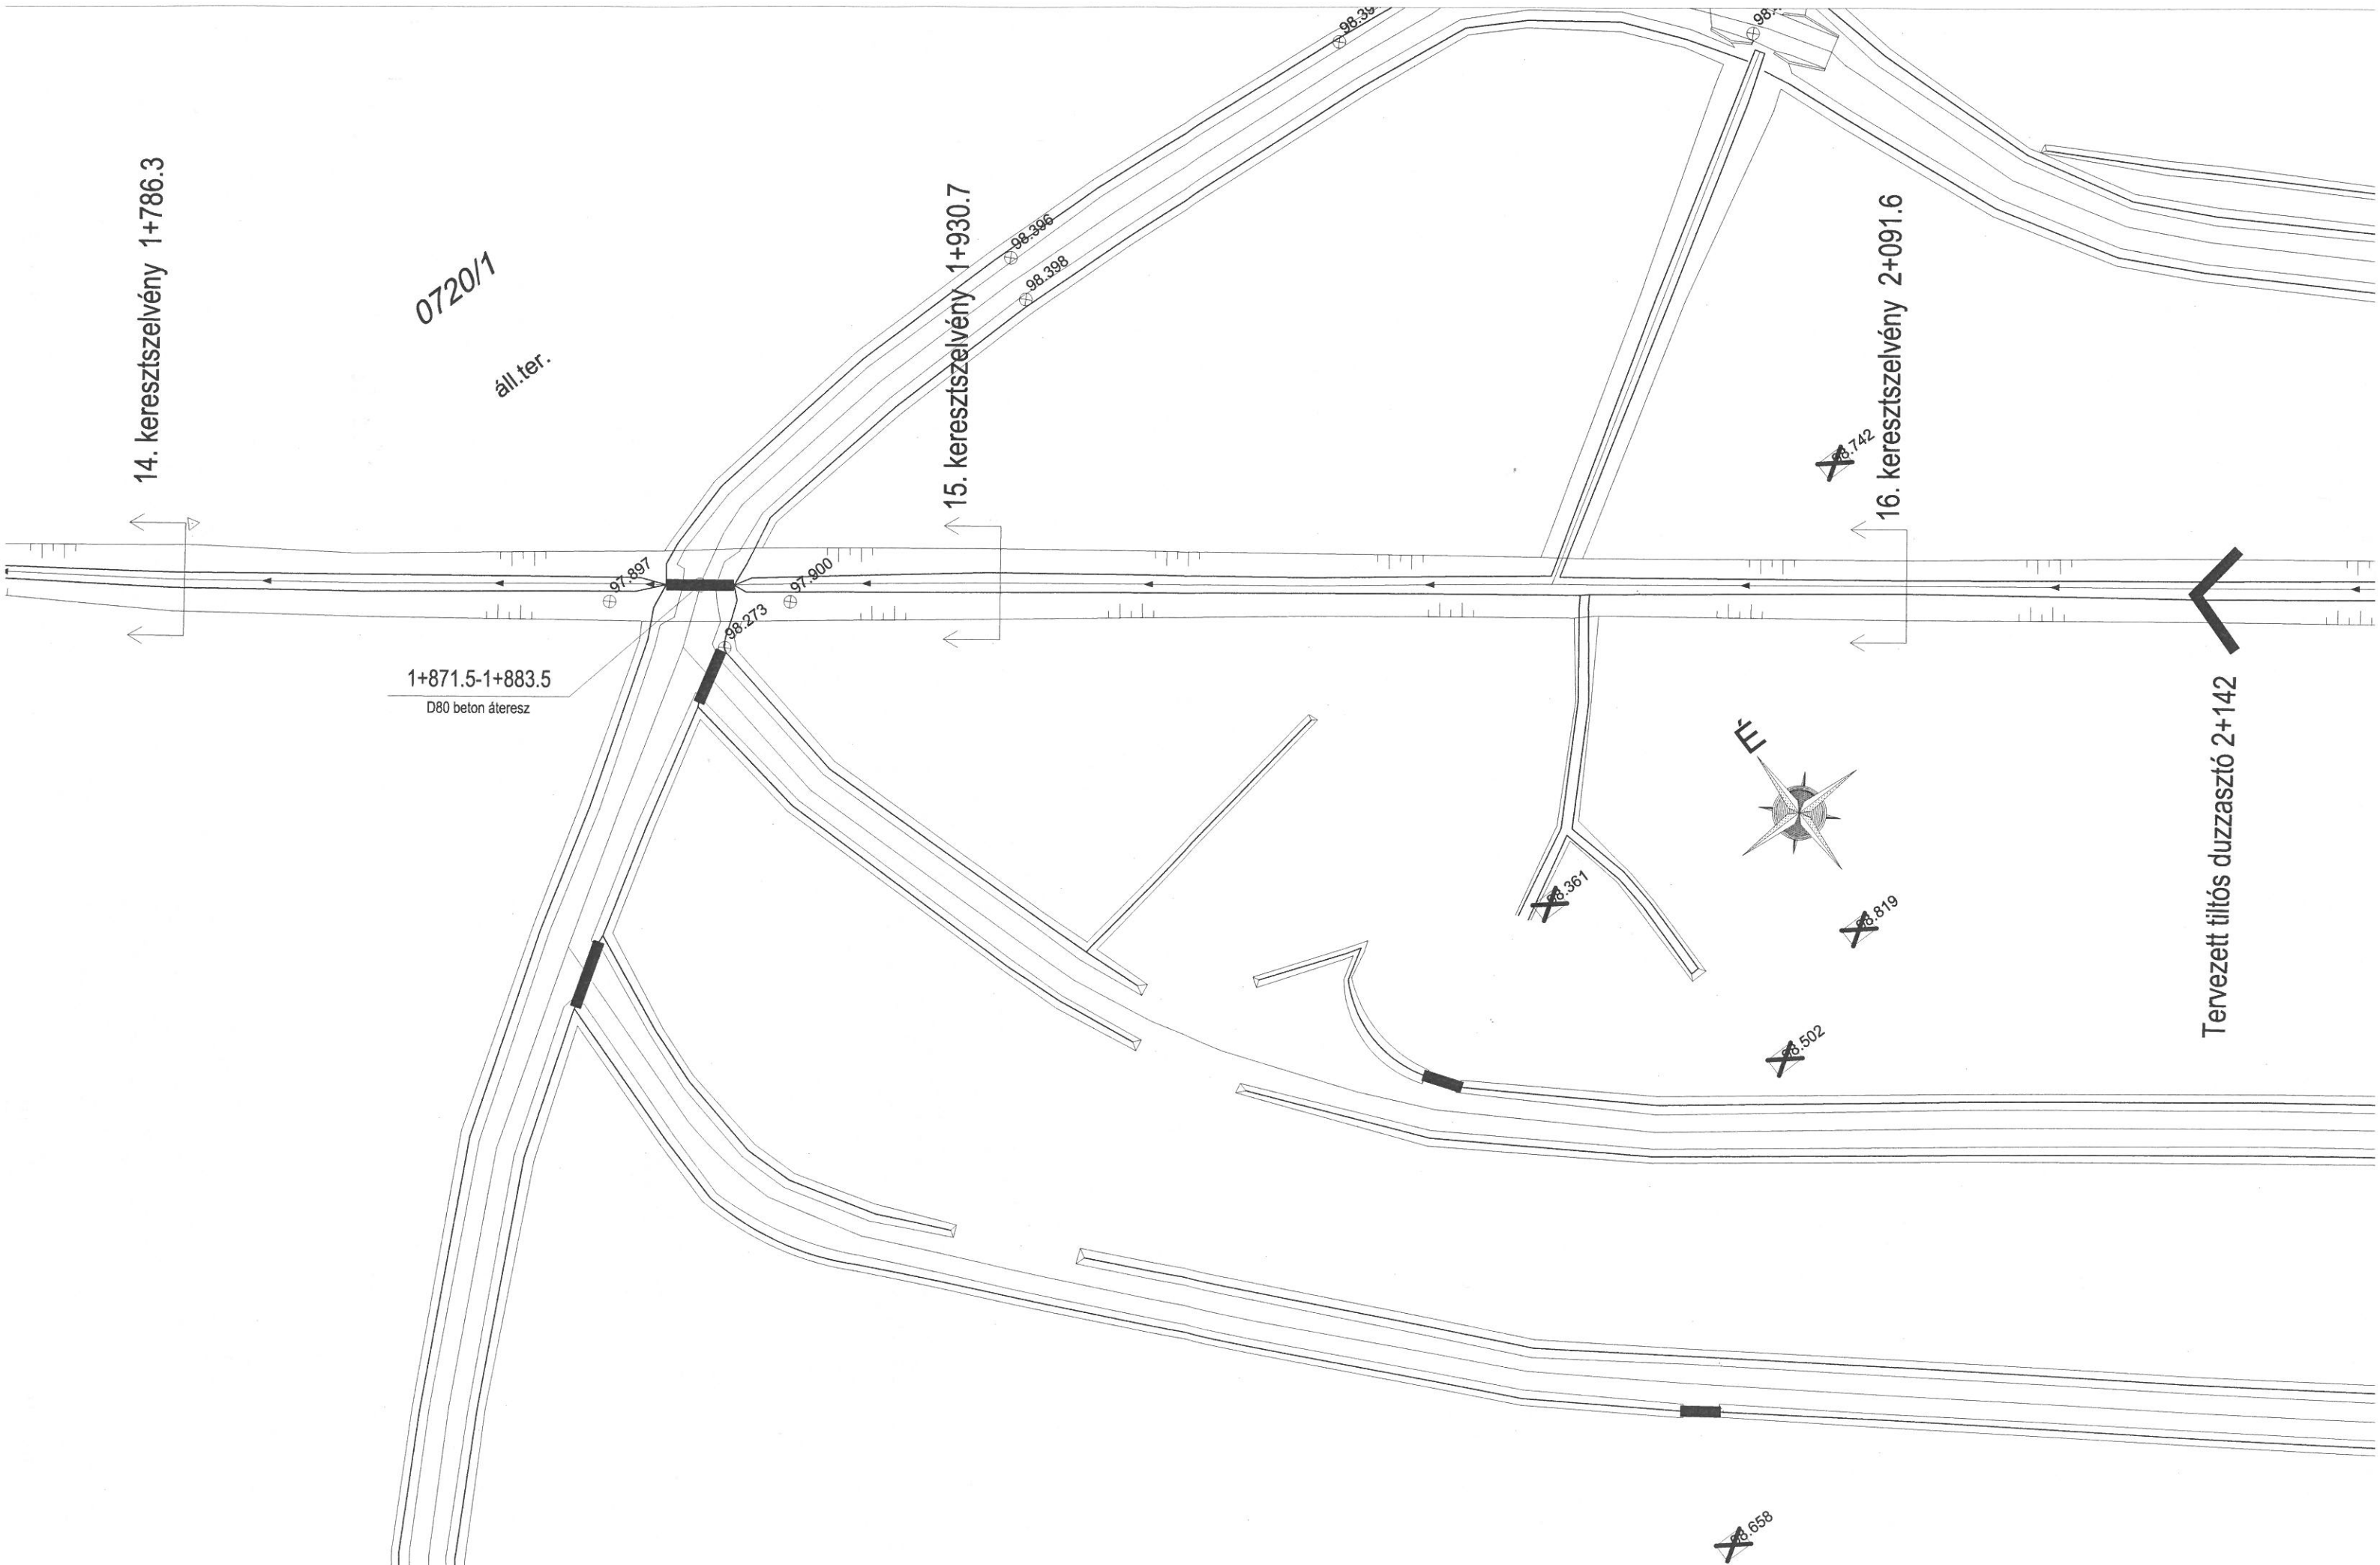 14. keresztszelvény 1+786.3
0720/1
áll.ter.
98.396
98.398
15. keresztszelvény 1+930.7
16. keresztszelvény 2+091.6
97.897
97.900
98.273
1+871.5-1+883.5
D80 beton áteresz
É
Tervezett tiltós duzzasztó 2+142